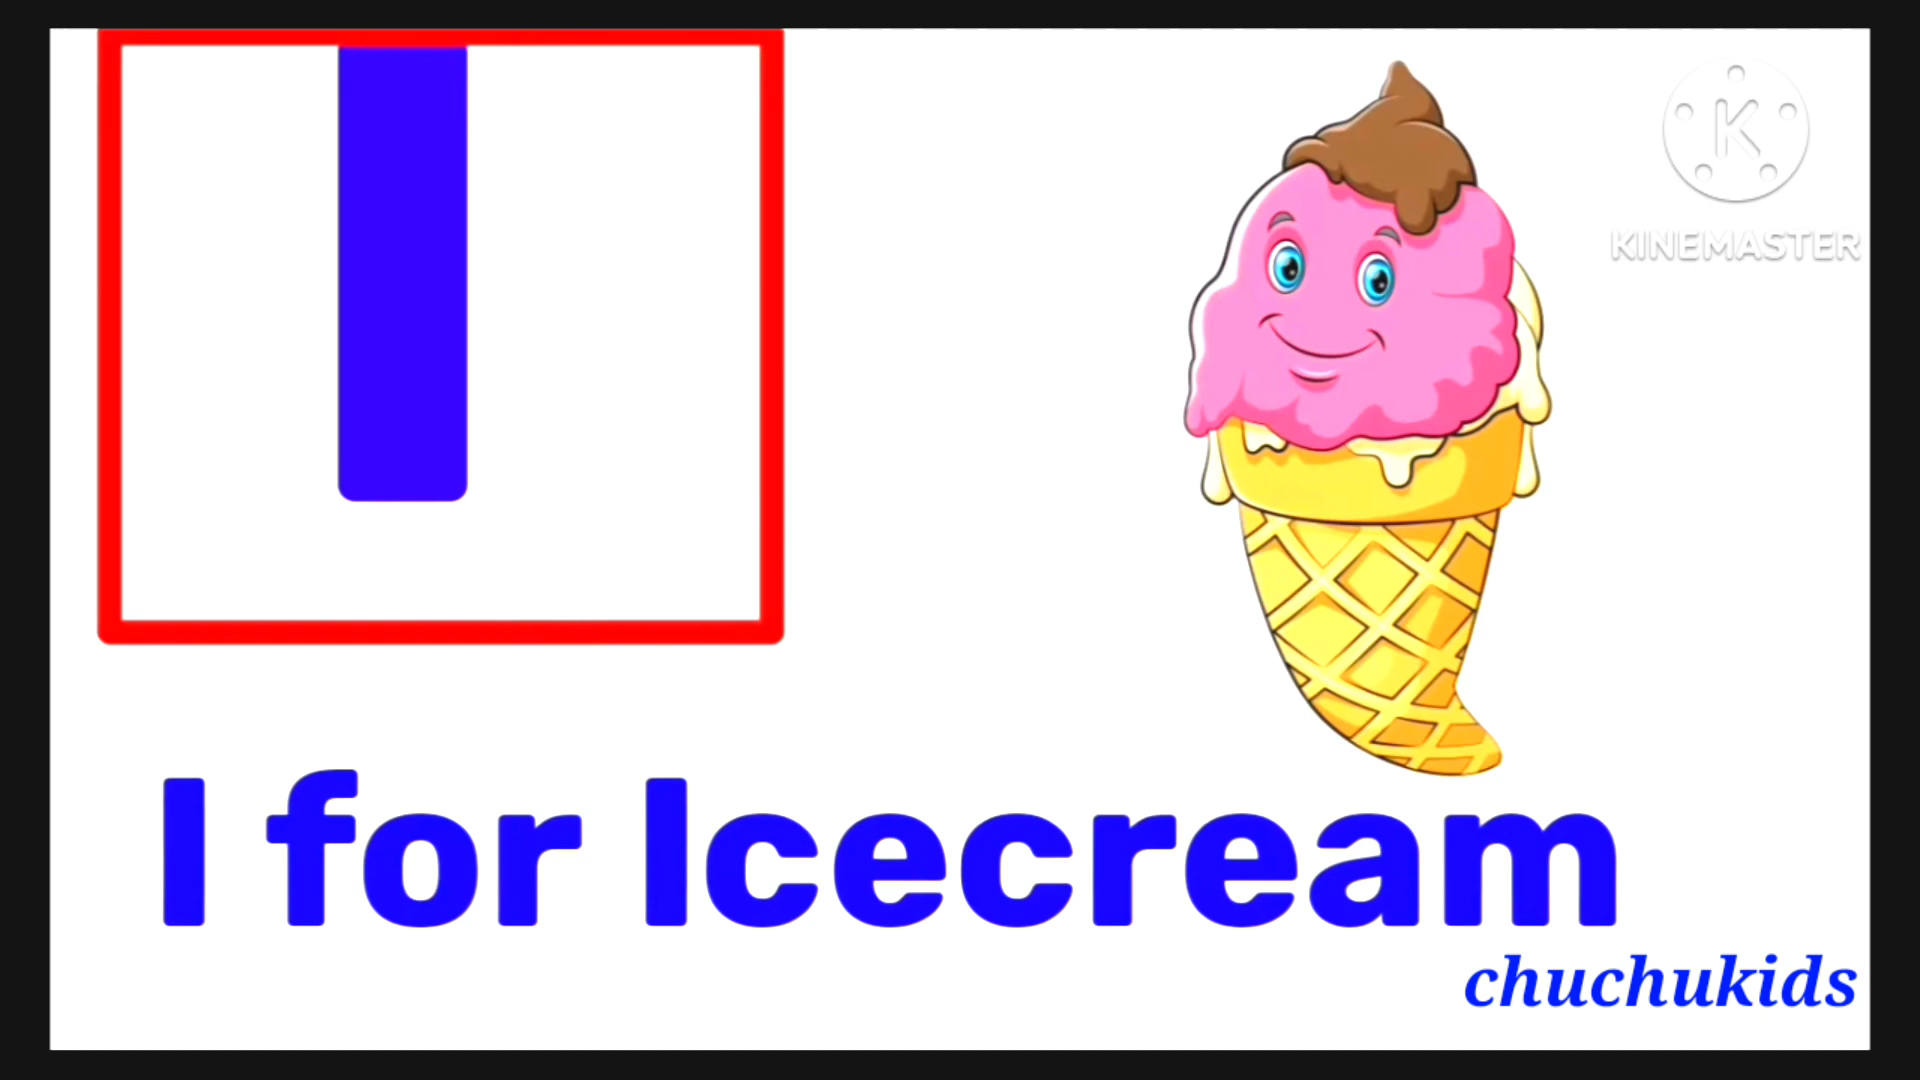 I
K
KINEMASTER
I for Icecream
chuchukids